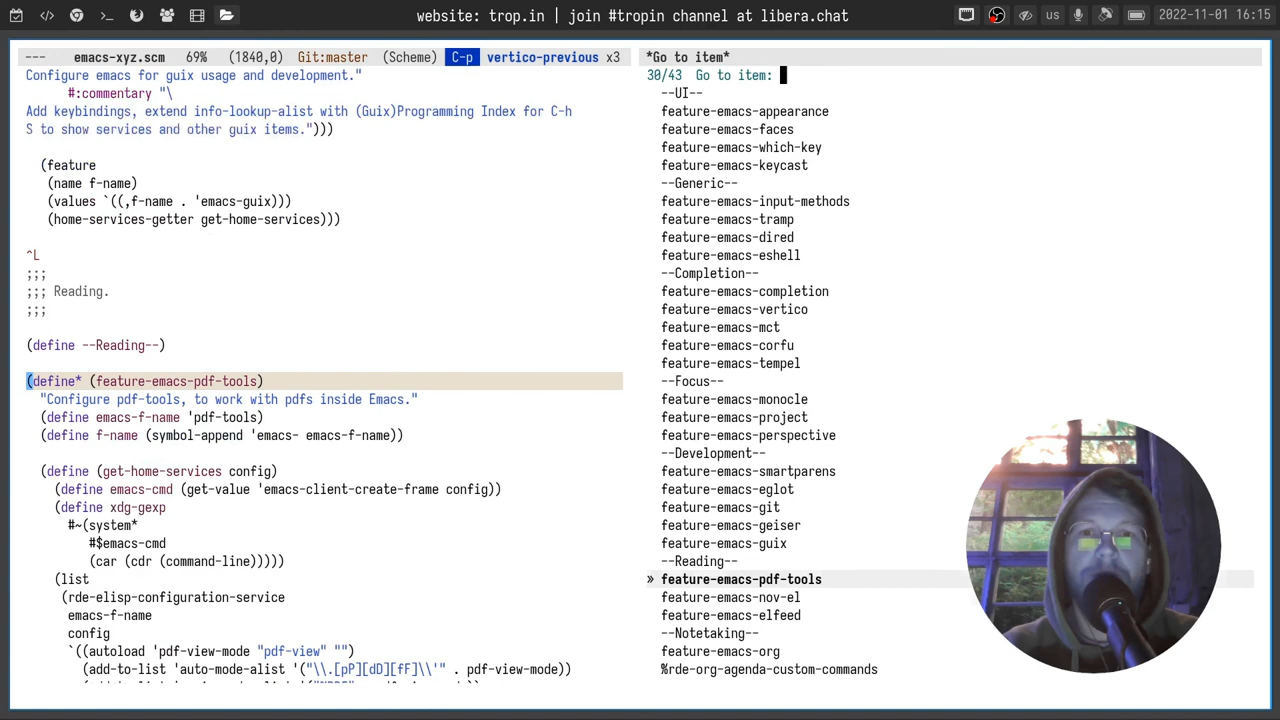 website: trop.in | join #tropin channel at libera.chat
us
2022-11-01 16:15
--- emacs-xyz.scm 69% (1840,0) Git:master (Scheme) C-p vertico-previous x3
Configure emacs for guix usage and development."
#:commentary "\
Add keybindings, extend info-lookup-alist with (Guix)Programming Index for C-h
S to show services and other guix items.")))
(feature
(name f-name)
(values `((,f-name . 'emacs-guix)))
(home-services-getter get-home-services)))
^L
;;;
;;; Reading.
;;;
(define --Reading--)
(define* (feature-emacs-pdf-tools)
"Configure pdf-tools, to work with pdfs inside Emacs."
(define emacs-f-name 'pdf-tools)
(define f-name (symbol-append 'emacs- emacs-f-name))
(define (get-home-services config)
(define emacs-cmd (get-value 'emacs-client-create-frame config))
(define xdg-gexp
#~(system*
#$emacs-cmd
(car (cdr (command-line)))))
(list
(rde-elisp-configuration-service
emacs-f-name
config
`((autoload 'pdf-view-mode "pdf-view" "")
(add-to-list 'auto-mode-alist '("\\.[pP][dD][fF]\\'" . pdf-view-mode))
*Go to item*
30/43 Go to item:
--UI--
feature-emacs-appearance
feature-emacs-faces
feature-emacs-which-key
feature-emacs-keycast
--Generic--
feature-emacs-input-methods
feature-emacs-tramp
feature-emacs-dired
feature-emacs-eshell
--Completion--
feature-emacs-completion
feature-emacs-vertico
feature-emacs-mct
feature-emacs-corfu
feature-emacs-tempel
--Focus--
feature-emacs-monocle
feature-emacs-project
feature-emacs-perspective
--Development--
feature-emacs-smartparens
feature-emacs-eglot
feature-emacs-git
feature-emacs-geiser
feature-emacs-guix
--Reading--
» feature-emacs-pdf-tools
feature-emacs-nov-el
feature-emacs-elfeed
--Notetaking--
feature-emacs-org
%rde-org-agenda-custom-commands